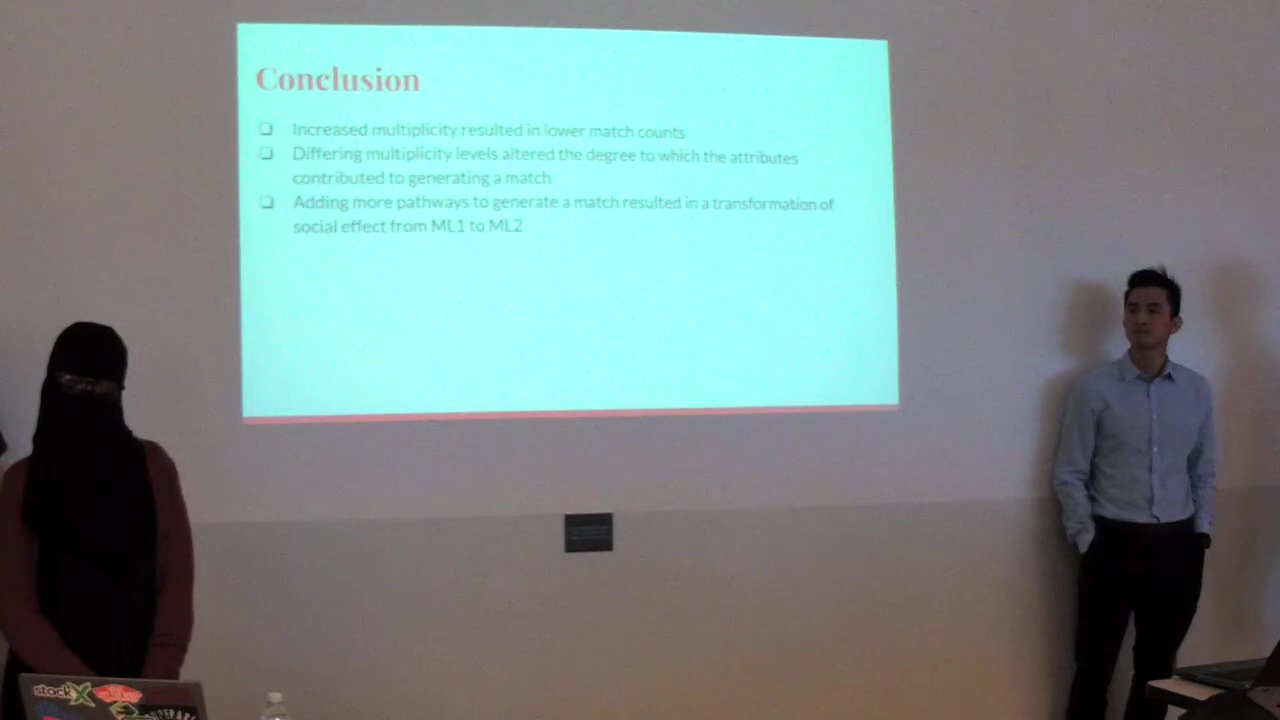 Conclusion
Increased multiplicity resulted in lower match counts
Differing multiplicity levels altered the degree to which the attributes
contributed to generating a match
Adding more pathways to generate a match resulted in a transformation of
social effect from ML1 to ML2
stockX